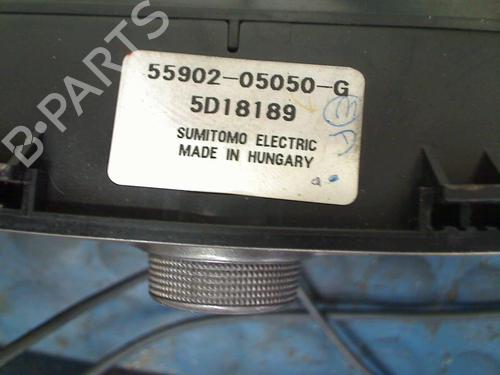 B-PARTS
55902-05050-G
5D18189
SUMITOMO ELECTRIC
MADE IN HUNGARY